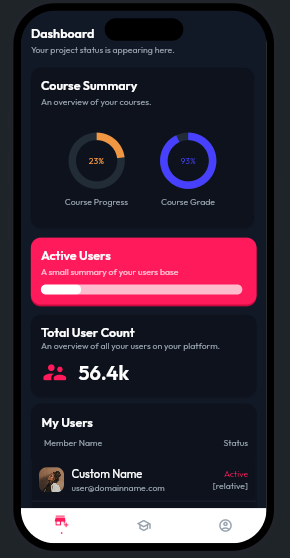 Dashboard
Your project status is appearing here.
Course Summary
An overview of your courses.
23%
93%
Course Progress
Course Grade
Active Users
A small summary of your users base
Total User Count
An overview of all your users on your platform.
56.4k
My Users
Member Name
Status
Custom Name
Active
user@domainname.com
[relative]